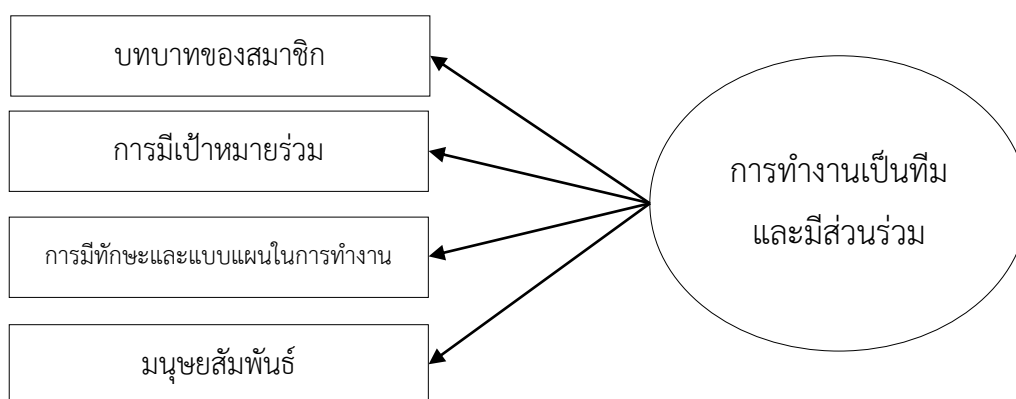 บทบาทของสมาชิก
การมีเป้าหมายร่วม
การมีทักษะและแบบแผนในการทำงาน
มนุษยสัมพันธ์
การทำงานเป็นทีม
และมีส่วนร่วม